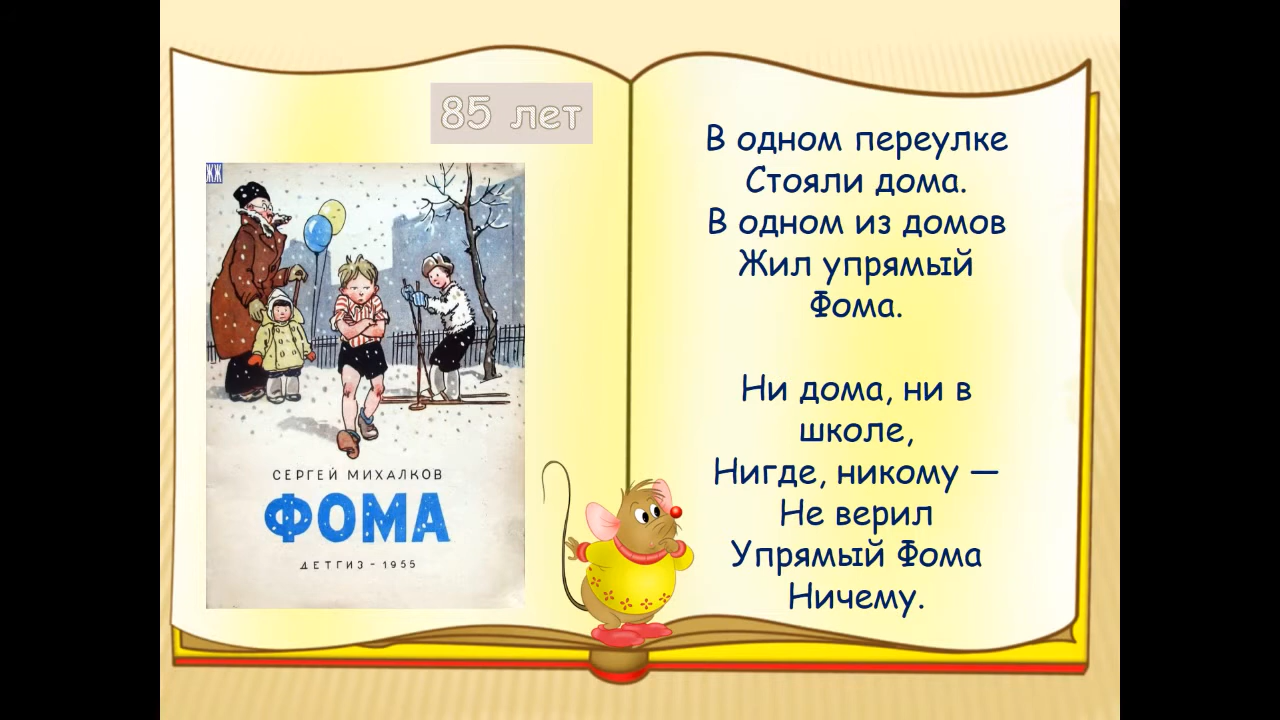 85 лет
ЖЖ
СЕРГЕЙ МИХАЛКОВ
ФОМА
ДЕТГИЗ - 1955
В одном переулке
Стояли дома.
В одном из домов
Жил упрямый
Фома.
Ни дома, ни в
школе,
Нигде, никому —
Не верил
Упрямый Фома
Ничему.